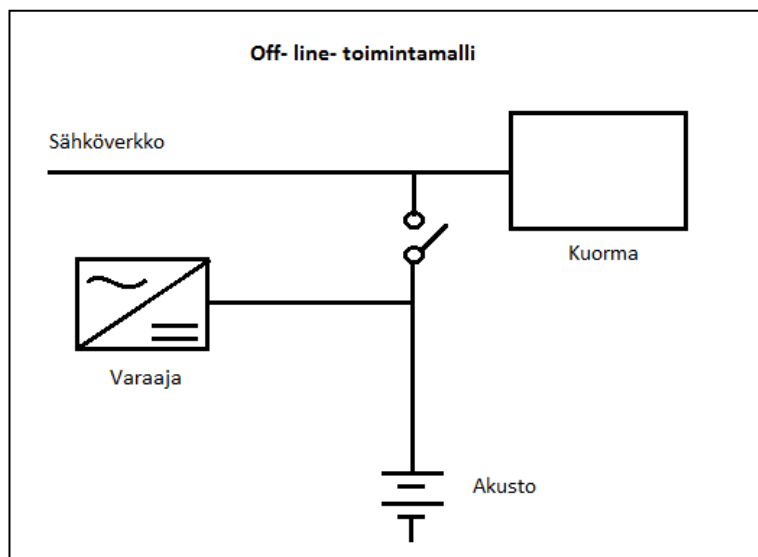 Off- line- toimintamalli
Sähköverkko
Kuorma
Varaaja
Akusto